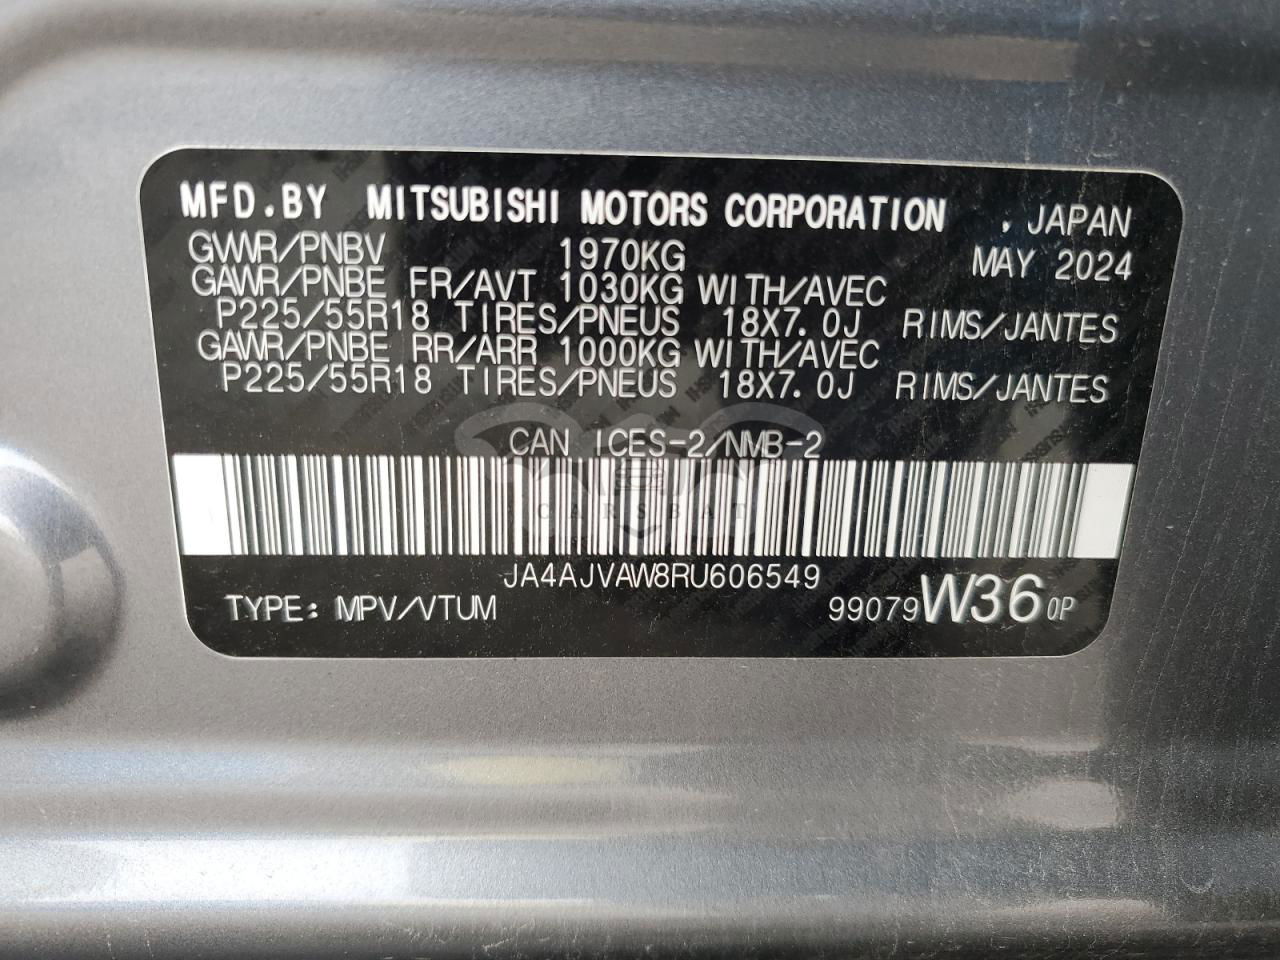 MFD.BY MITSUBISHI MOTORS CORPORATION , JAPAN
GVWR/PNBV 1970KG MAY 2024
GAWR/PNBE FR/AVT 1030KG WITH/AVEC
P225/55R18 TIRES/PNEUS 18X7.0J RIMS/JANTES
GAWR/PNBE RR/ARR 1000KG WITH/AVEC
P225/55R18 TIRES/PNEUS 18X7.0J RIMS/JANTES
CAN ICES-2/NMB-2
CARSBAT
JA4AJVAW8RU606549
TYPE: MPV/VTUM 99079W36 0P